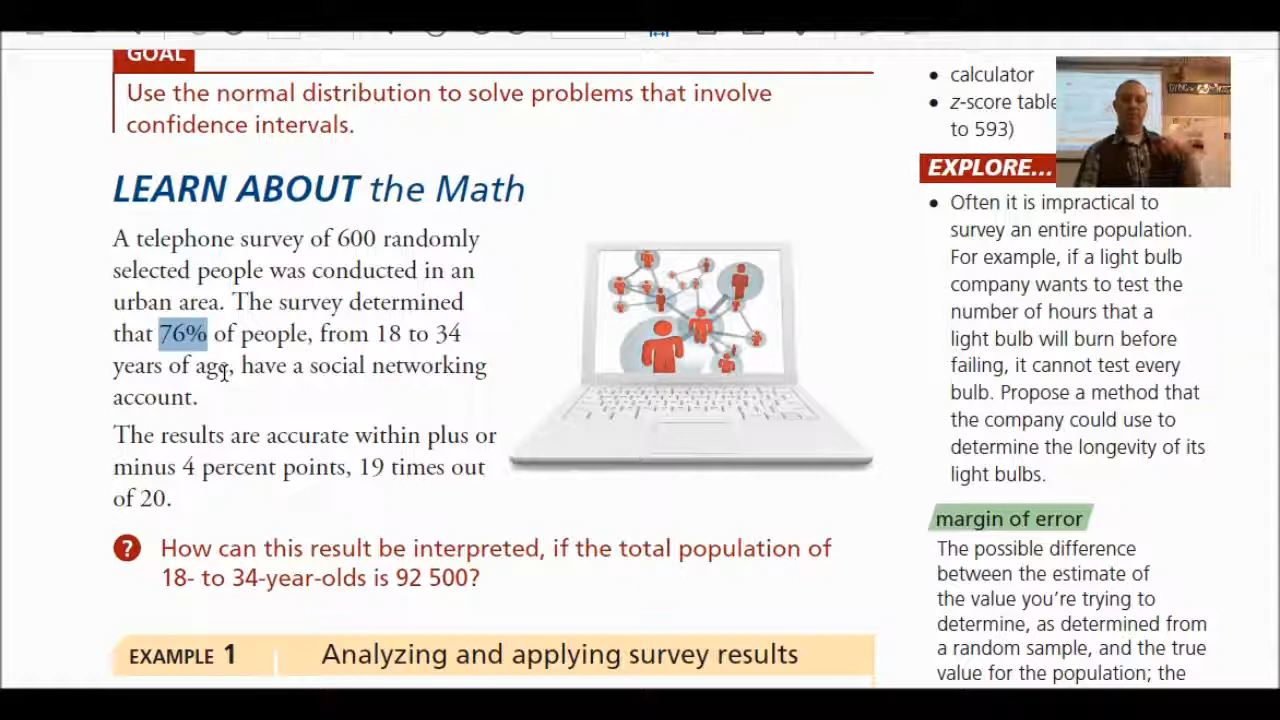 GOAL
Use the normal distribution to solve problems that involve
confidence intervals.
LEARN ABOUT the Math
A telephone survey of 600 randomly
selected people was conducted in an
urban area. The survey determined
that 76% of people, from 18 to 34
years of age, have a social networking
account.
The results are accurate within plus or
minus 4 percent points, 19 times out
of 20.
? How can this result be interpreted, if the total population of
18- to 34-year-olds is 92 500?
EXAMPLE 1 Analyzing and applying survey results
• calculator
• z-score table
to 593)
EXPLORE...
• Often it is impractical to
survey an entire population.
For example, if a light bulb
company wants to test the
number of hours that a
light bulb will burn before
failing, it cannot test every
bulb. Propose a method that
the company could use to
determine the longevity of its
light bulbs.
margin of error
The possible difference
between the estimate of
the value you're trying to
determine, as determined from
a random sample, and the true
value for the population; the